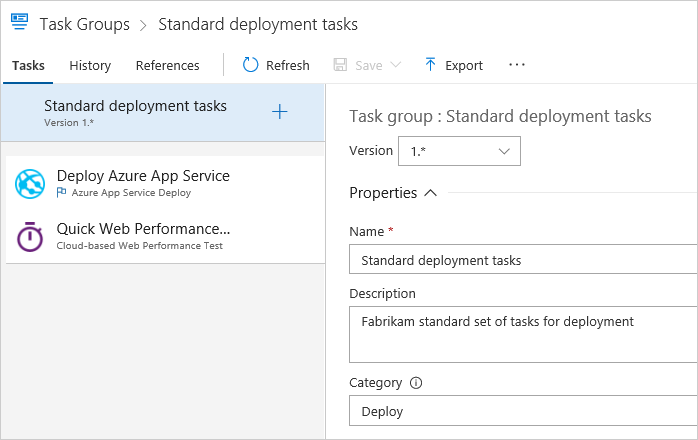 Task Groups > Standard deployment tasks
Tasks History References Refresh Save Export ...
Standard deployment tasks
Version 1.*
Deploy Azure App Service
Azure App Service Deploy
Quick Web Performance...
Cloud-based Web Performance Test
Task group : Standard deployment tasks
Version 1.*
Properties
Name *
Standard deployment tasks
Description
Fabrikam standard set of tasks for deployment
Category
Deploy